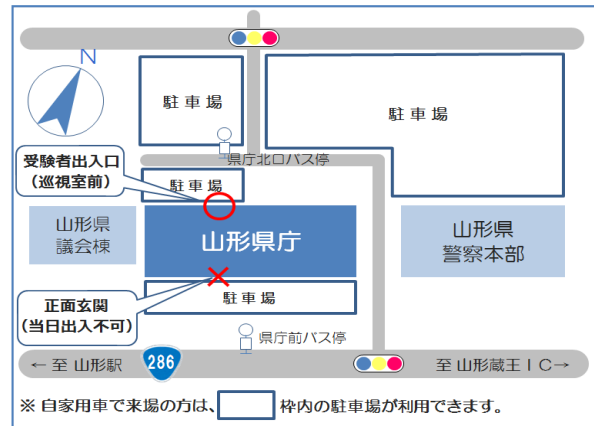 N
駐車場
駐車場
県庁北口バス停
受験者出入口
（巡視室前）
駐車場
山形県
議会棟
山形県庁
山形県
警察本部
正面玄関
（当日出入不可）
駐車場
県庁前バス停
← 至 山形駅
286
至 山形蔵王ＩＣ→
※ 自家用車で来場の方は、 枠内の駐車場が利用できます。